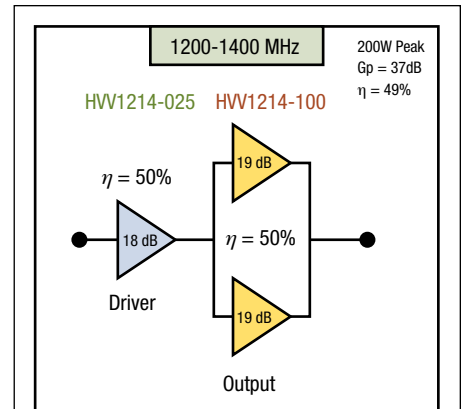 1200-1400 MHz
200W Peak
Gp = 37dB
η = 49%
HVV1214-025
HVV1214-100
19 dB
η = 50%
18 dB
η = 50%
Driver
19 dB
Output